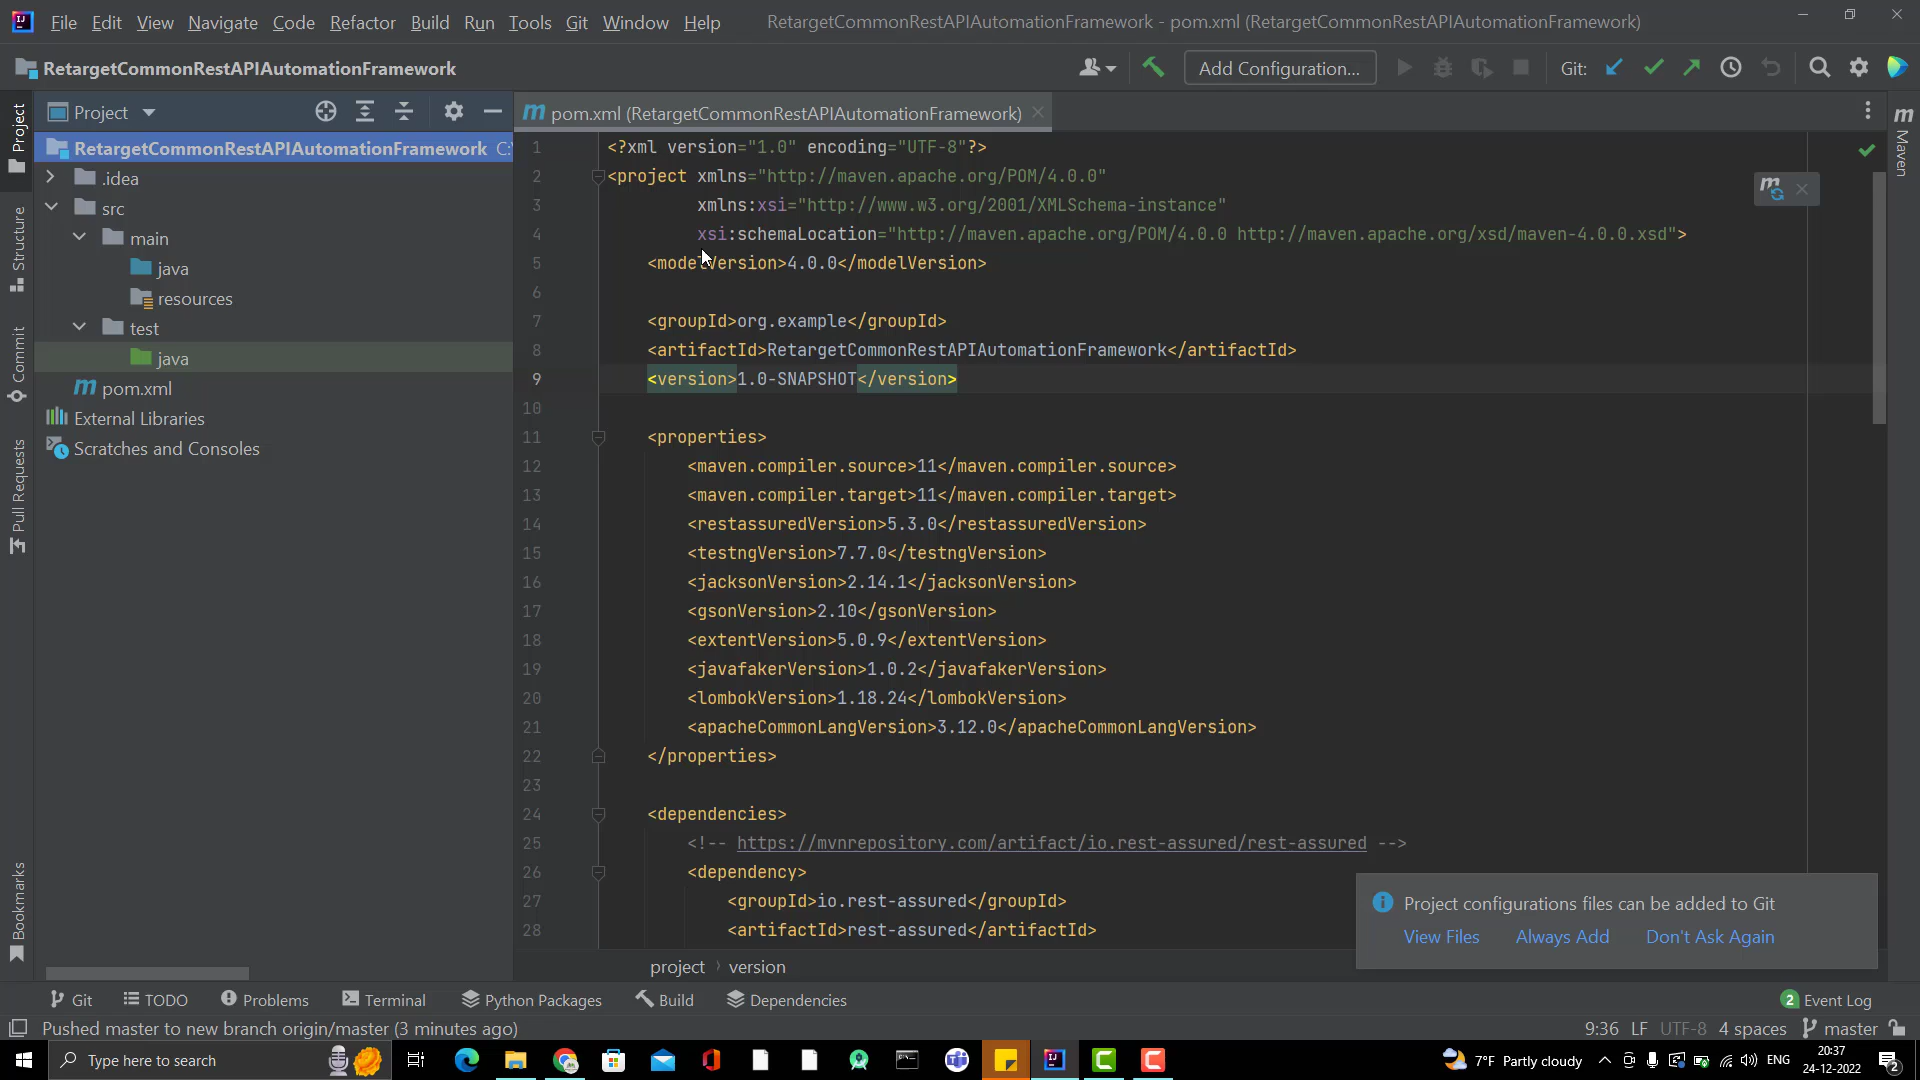 File Edit View Navigate Code Refactor Build Run Tools Git Window Help RetargetCommonRestAPIAutomationFramework - pom.xml (RetargetCommonRestAPIAutomationFramework)
RetargetCommonRestAPIAutomationFramework Add Configuration... Git:
Project pom.xml (RetargetCommonRestAPIAutomationFramework)
Project
Structure
Commit
Pull Requests
Bookmarks
RetargetCommonRestAPIAutomationFramework C:\
.idea
src
main
java
resources
test
java
pom.xml
External Libraries
Scratches and Consoles
1 <?xml version="1.0" encoding="UTF-8"?>
2 <project xmlns="http://maven.apache.org/POM/4.0.0"
3 xmlns:xsi="http://www.w3.org/2001/XMLSchema-instance"
4 xsi:schemaLocation="http://maven.apache.org/POM/4.0.0 http://maven.apache.org/xsd/maven-4.0.0.xsd">
5 <modelVersion>4.0.0</modelVersion>
6
7 <groupId>org.example</groupId>
8 <artifactId>RetargetCommonRestAPIAutomationFramework</artifactId>
9 <version>1.0-SNAPSHOT</version>
10
11 <properties>
12 <maven.compiler.source>11</maven.compiler.source>
13 <maven.compiler.target>11</maven.compiler.target>
14 <restassuredVersion>5.3.0</restassuredVersion>
15 <testngVersion>7.7.0</testngVersion>
16 <jacksonVersion>2.14.1</jacksonVersion>
17 <gsonVersion>2.10</gsonVersion>
18 <extentVersion>5.0.9</extentVersion>
19 <javafakerVersion>1.0.2</javafakerVersion>
20 <lombokVersion>1.18.24</lombokVersion>
21 <apacheCommonLangVersion>3.12.0</apacheCommonLangVersion>
22 </properties>
23
24 <dependencies>
25 <!-- https://mvnrepository.com/artifact/io.rest-assured/rest-assured -->
26 <dependency>
27 <groupId>io.rest-assured</groupId>
28 <artifactId>rest-assured</artifactId>
Maven
Project configurations files can be added to Git
View Files Always Add Don't Ask Again
project › version
Git TODO Problems Terminal Python Packages Build Dependencies 2 Event Log
Pushed master to new branch origin/master (3 minutes ago) 9:36 LF UTF-8 4 spaces master
Type here to search 7°F Partly cloudy ENG 20:37
24-12-2022 2